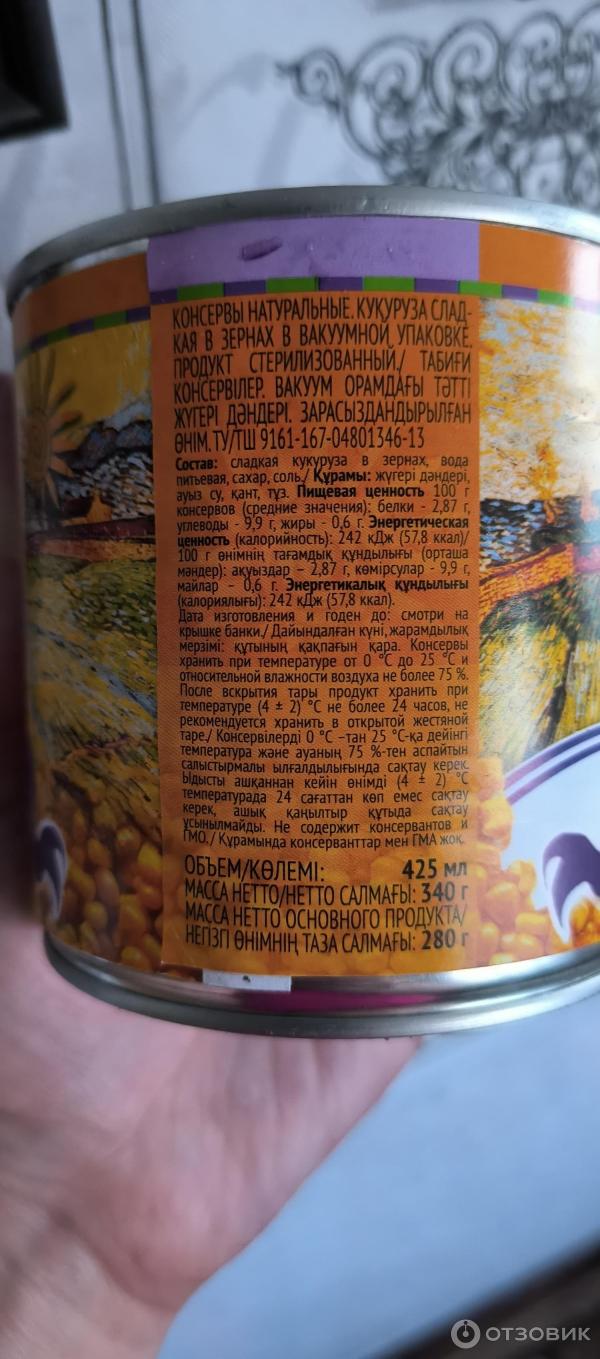 КОНСЕРВЫ НАТУРАЛЬНЫЕ. КУКУРУЗА СЛАД-
КАЯ В ЗЕРНАХ В ВАКУУМНОЙ УПАКОВКЕ.
ПРОДУКТ СТЕРИЛИЗОВАННЫЙ./ ТАБИҒИ
КОНСЕРВІЛЕР. ВАКУУМ ОРАМДАҒЫ ТӘТТІ
ЖҮГЕРІ ДӘНДЕРІ. ЗАРАСЫЗДАНДЫРЫЛҒАН
ӨНІМ. ТУ/ТШ 9161-167-04801346-13
Состав: сладкая кукуруза в зернах, вода
питьевая, сахар, соль./ Құрамы: жүгері дәндері,
ауыз су, қант, тұз. Пищевая ценность 100 г
консервов (средние значения): белки - 2,87 г,
углеводы - 9,9 г, жиры - 0,6 г. Энергетическая
ценность (калорийность): 242 кДж (57,8 ккал)/
100 г өнімнің тағамдық құндылығы (орташа
мәндер): ақуыздар – 2,87 г, көмірсулар - 9,9 г,
майлар – 0,6 г. Энергетикалық құндылығы
(калориялығы): 242 кДж (57,8 ккал).
Дата изготовления и годен до: смотри на
крышке банки./ Дайындалған күні, жарамдылық
мерзімі: құтының қақпағын қара. Консервы
хранить при температуре от 0 °С до 25 °С и
относительной влажности воздуха не более 75 %.
После вскрытия тары продукт хранить при
температуре (4 ± 2) °С не более 24 часов, не
рекомендуется хранить в открытой жестяной
таре./ Консервілерді 0 °С –тан 25 °С-қа дейінгі
температура және ауаның 75 %-тен аспайтын
салыстырмалы ылғалдылығында сақтау керек.
Ыдысты ашқаннан кейін өнімді (4 ± 2) °С
температурада 24 сағаттан көп емес сақтау
керек, ашық қаңылтыр құтыда сақтау
ұсынылмайды. Не содержит консервантов и
ГМО./ Құрамында консерванттар мен ГМА жоқ.
ОБЪЕМ/КӨЛЕМІ: 425 мл
МАССА НЕТТО/НЕТТО САЛМАҒЫ: 340 г
МАССА НЕТТО ОСНОВНОГО ПРОДУКТА/
НЕГІЗГІ ӨНІМНІҢ ТАЗА САЛМАҒЫ: 280 г
ОТЗОВИК